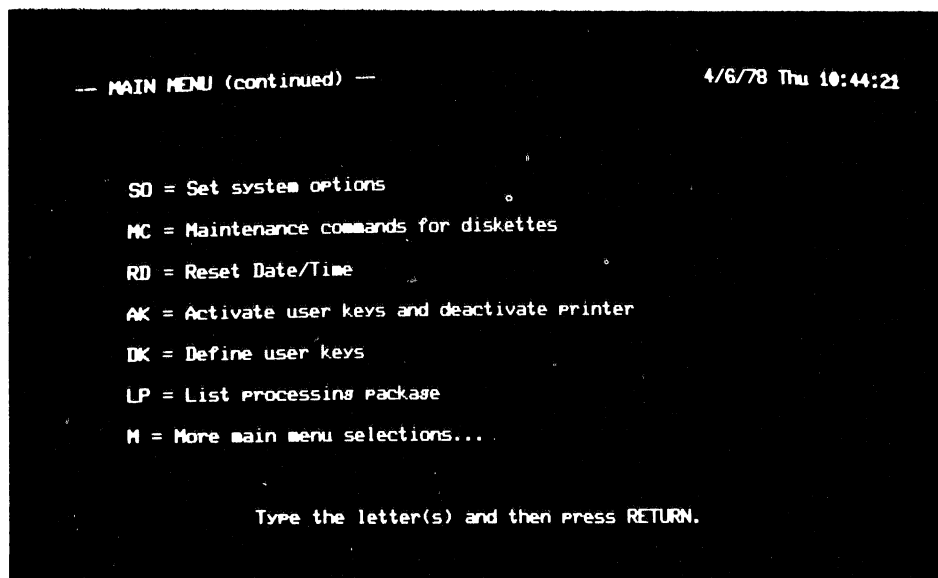 -- MAIN MENU (continued) --
4/6/78 Thu 10:44:21
SO = Set system options
MC = Maintenance commands for diskettes
RD = Reset Date/Time
AK = Activate user keys and deactivate printer
DK = Define user keys
LP = List processing package
M = More main menu selections...
Type the letter(s) and then press RETURN.